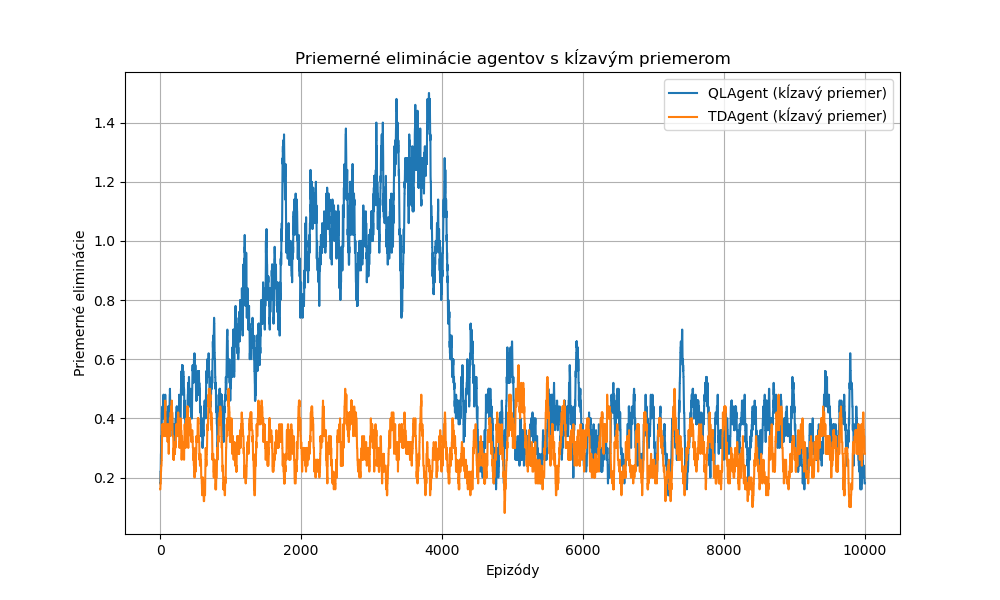 Priemerné eliminácie agentov s kĺzavým priemerom
QLAgent (kĺzavý priemer)
TDAgent (kĺzavý priemer)
1.4
1.2
1.0
0.8
0.6
0.4
0.2
Priemerné eliminácie
0
2000
4000
6000
8000
10000
Epizódy